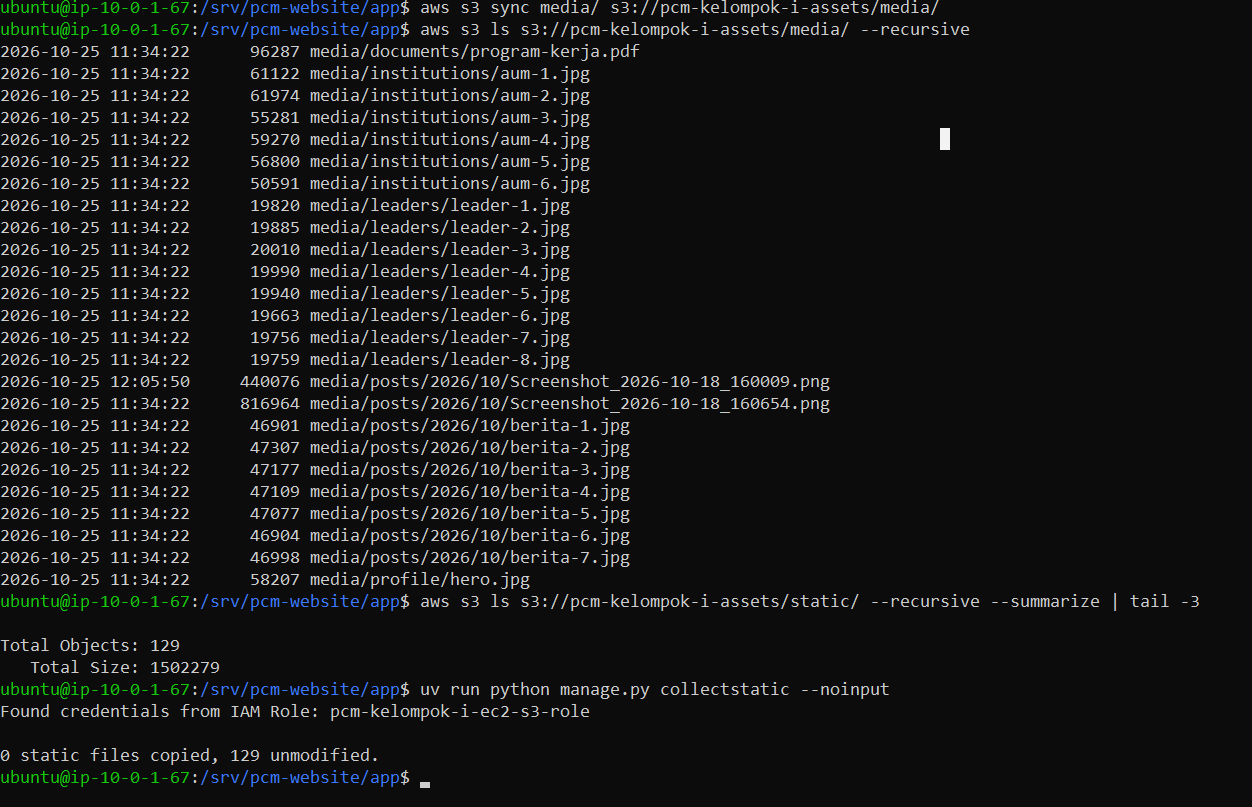 ubuntu@ip-10-0-1-67:/srv/pcm-website/app$ aws s3 sync media/ s3://pcm-kelompok-i-assets/media/
ubuntu@ip-10-0-1-67:/srv/pcm-website/app$ aws s3 ls s3://pcm-kelompok-i-assets/media/ --recursive
2026-10-25 11:34:22      96287 media/documents/program-kerja.pdf
2026-10-25 11:34:22      61122 media/institutions/aum-1.jpg
2026-10-25 11:34:22      61974 media/institutions/aum-2.jpg
2026-10-25 11:34:22      55281 media/institutions/aum-3.jpg
2026-10-25 11:34:22      59270 media/institutions/aum-4.jpg
2026-10-25 11:34:22      56800 media/institutions/aum-5.jpg
2026-10-25 11:34:22      50591 media/institutions/aum-6.jpg
2026-10-25 11:34:22      19820 media/leaders/leader-1.jpg
2026-10-25 11:34:22      19885 media/leaders/leader-2.jpg
2026-10-25 11:34:22      20010 media/leaders/leader-3.jpg
2026-10-25 11:34:22      19990 media/leaders/leader-4.jpg
2026-10-25 11:34:22      19940 media/leaders/leader-5.jpg
2026-10-25 11:34:22      19663 media/leaders/leader-6.jpg
2026-10-25 11:34:22      19756 media/leaders/leader-7.jpg
2026-10-25 11:34:22      19759 media/leaders/leader-8.jpg
2026-10-25 12:05:50     440076 media/posts/2026/10/Screenshot_2026-10-18_160009.png
2026-10-25 11:34:22     816964 media/posts/2026/10/Screenshot_2026-10-18_160654.png
2026-10-25 11:34:22      46901 media/posts/2026/10/berita-1.jpg
2026-10-25 11:34:22      47307 media/posts/2026/10/berita-2.jpg
2026-10-25 11:34:22      47177 media/posts/2026/10/berita-3.jpg
2026-10-25 11:34:22      47109 media/posts/2026/10/berita-4.jpg
2026-10-25 11:34:22      47077 media/posts/2026/10/berita-5.jpg
2026-10-25 11:34:22      46904 media/posts/2026/10/berita-6.jpg
2026-10-25 11:34:22      46998 media/posts/2026/10/berita-7.jpg
2026-10-25 11:34:22      58207 media/profile/hero.jpg
ubuntu@ip-10-0-1-67:/srv/pcm-website/app$ aws s3 ls s3://pcm-kelompok-i-assets/static/ --recursive --summarize | tail -3
Total Objects: 129
   Total Size: 1502279
ubuntu@ip-10-0-1-67:/srv/pcm-website/app$ uv run python manage.py collectstatic --noinput
Found credentials from IAM Role: pcm-kelompok-i-ec2-s3-role
0 static files copied, 129 unmodified.
ubuntu@ip-10-0-1-67:/srv/pcm-website/app$